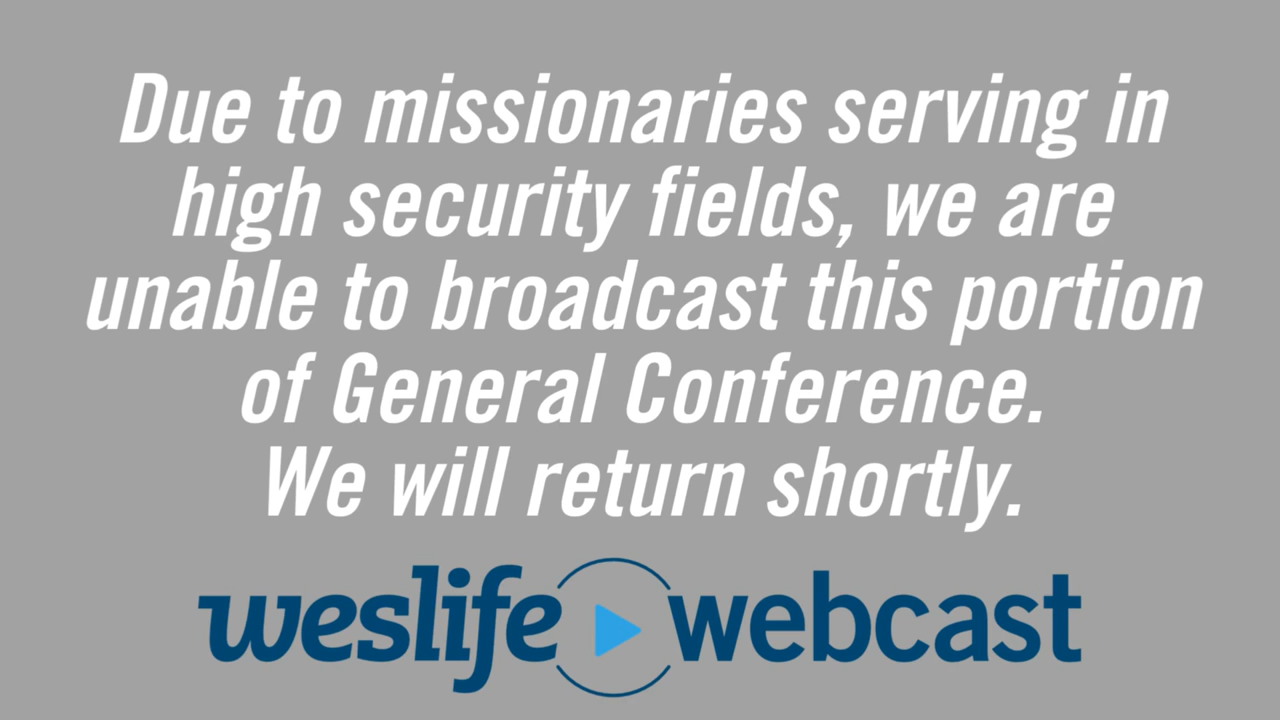 Due to missionaries serving in
high security fields, we are
unable to broadcast this portion
of General Conference.
We will return shortly.
weslife webcast